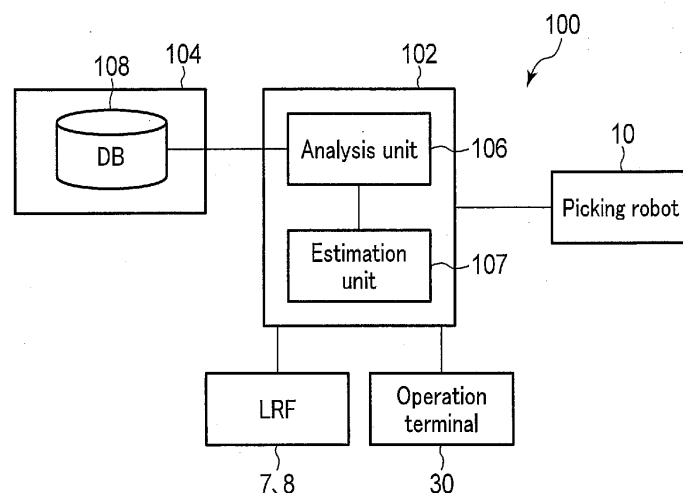 100
108
104
102
DB
Analysis unit
106
10
Picking robot
Estimation
unit
107
LRF
Operation
terminal
7,8
30